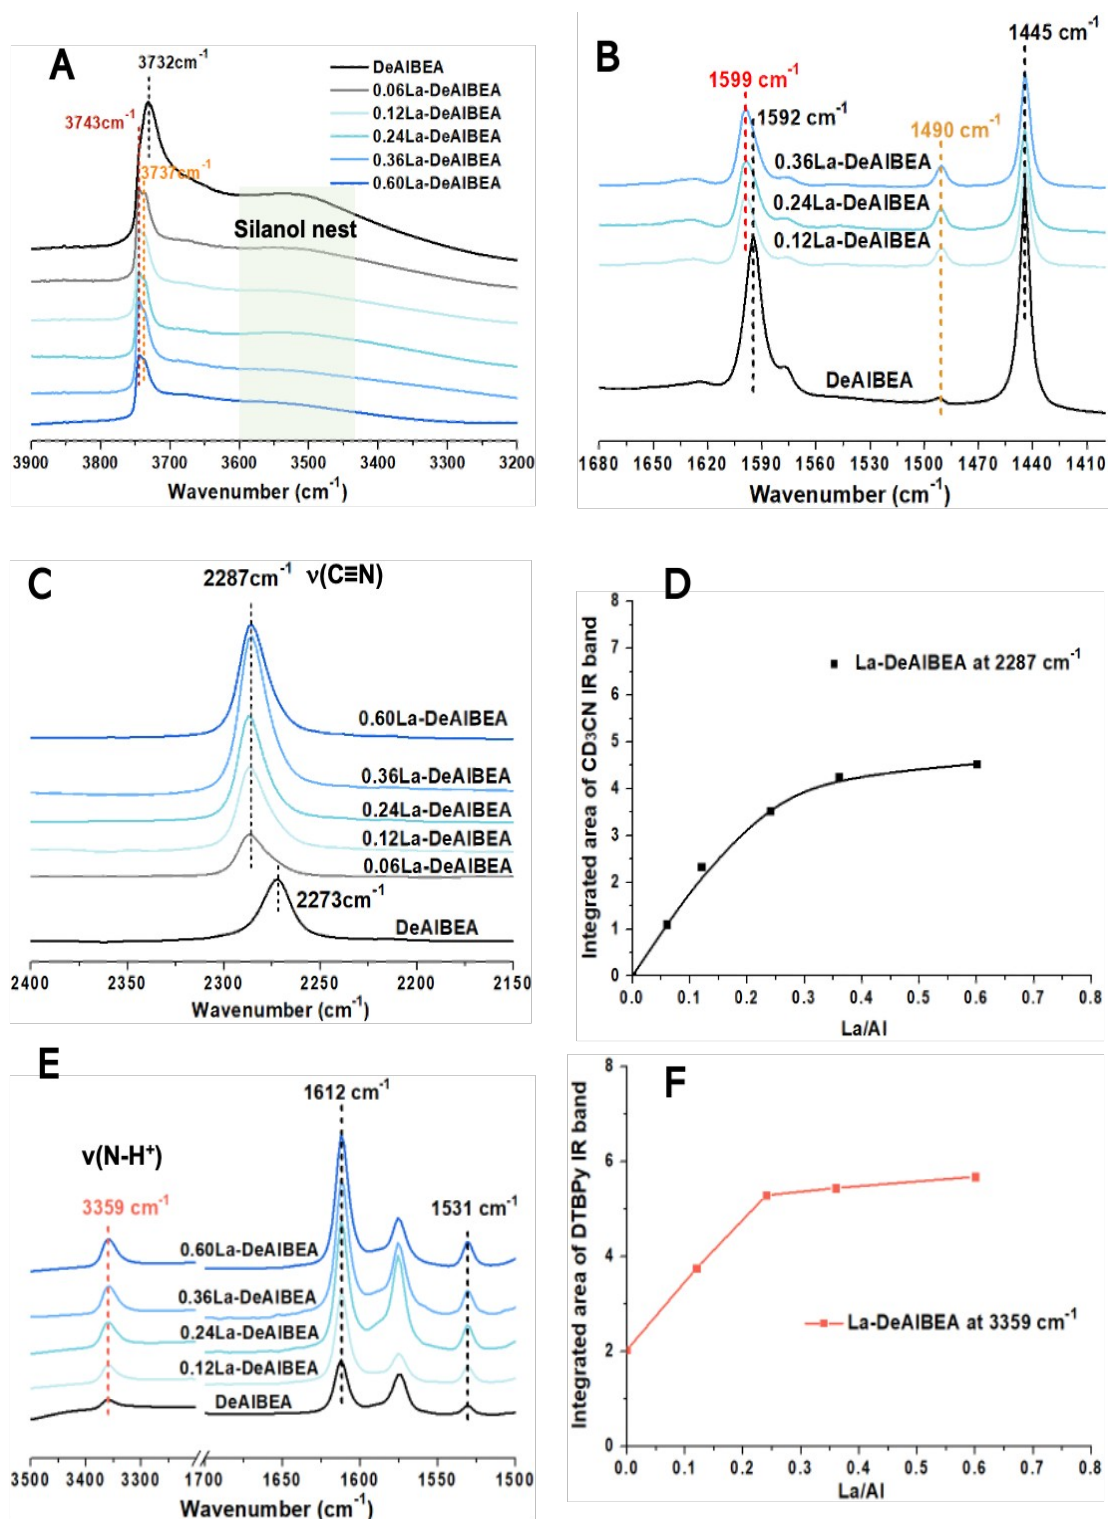 A
3732cm-1
3743cm-1
3737cm-1
DeAlBEA
0.06La-DeAlBEA
0.12La-DeAlBEA
0.24La-DeAlBEA
0.36La-DeAlBEA
0.60La-DeAlBEA
Silanol nest
3900 3800 3700 3600 3500 3400 3300 3200
Wavenumber (cm-1)
B
1445 cm-1
1599 cm-1
1592 cm-1
1490 cm-1
0.36La-DeAlBEA
0.24La-DeAlBEA
0.12La-DeAlBEA
DeAlBEA
1680 1650 1620 1590 1560 1530 1500 1470 1440 1410
Wavenumber (cm-1)
C
2287cm-1 ν(C≡N)
0.60La-DeAlBEA
0.36La-DeAlBEA
0.24La-DeAlBEA
0.12La-DeAlBEA
0.06La-DeAlBEA
2273cm-1
DeAlBEA
2400 2350 2300 2250 2200 2150
Wavenumber (cm-1)
D
Integrated area of CD3CN IR band
8
7
6
5
4
3
2
1
0
La-DeAlBEA at 2287 cm-1
0.0 0.1 0.2 0.3 0.4 0.5 0.6 0.7 0.8
La/Al
E
1612 cm-1
ν(N-H+)
3359 cm-1
1531 cm-1
0.60La-DeAlBEA
0.36La-DeAlBEA
0.24La-DeAlBEA
0.12La-DeAlBEA
DeAlBEA
3500 3400 3300 1700 1650 1600 1550 1500
Wavenumber (cm-1)
F
Integrated area of DTBPy IR band
8
6
4
2
0
La-DeAlBEA at 3359 cm-1
0.0 0.1 0.2 0.3 0.4 0.5 0.6 0.7 0.8
La/Al